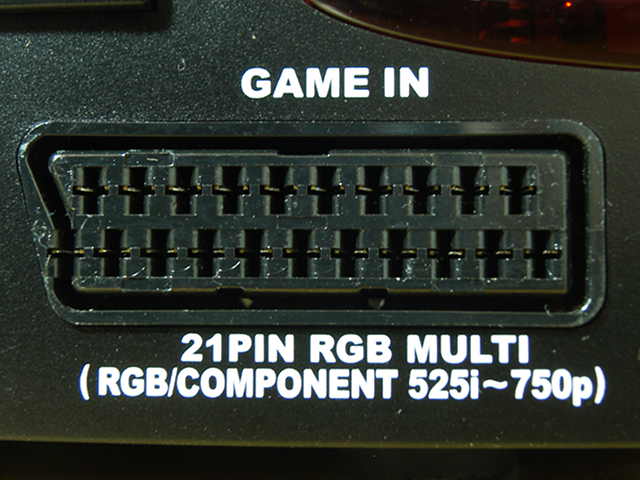 GAME IN
21PIN RGB MULTI
(RGB/COMPONENT 525i～750p)